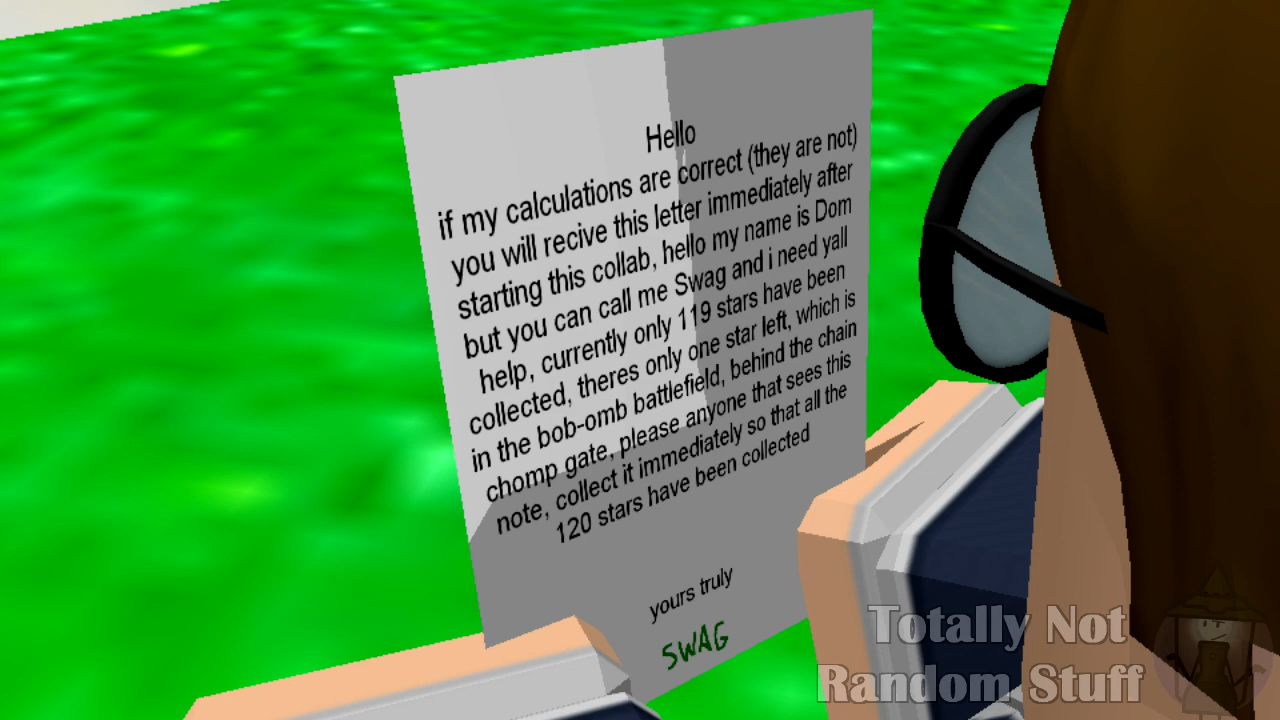 Hello
if my calculations are correct (they are not)
you will recive this letter immediately after
starting this collab, hello my name is Dom
but you can call me Swag and i need yall
help, currently only 119 stars have been
collected, theres only one star left, which is
in the bob-omb battlefield, behind the chain
chomp gate, please anyone that sees this
note, collect it immediately so that all the
120 stars have been collected
yours truly
SWAG
Totally Not
Random Stuff